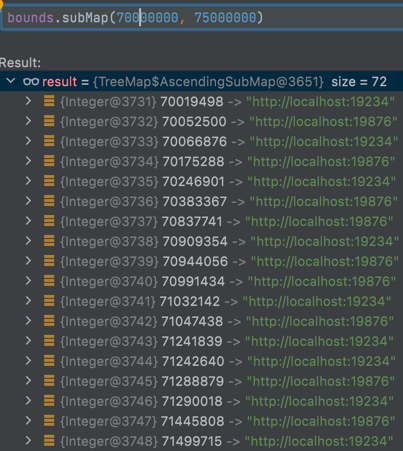 bounds.subMap(70000000, 75000000)
Result:
result = {TreeMap$AscendingSubMap@3651} size = 72
{Integer@3731} 70019498 -> "http://localhost:19234"
{Integer@3732} 70052500 -> "http://localhost:19876"
{Integer@3733} 70066876 -> "http://localhost:19234"
{Integer@3734} 70175288 -> "http://localhost:19876"
{Integer@3735} 70246901 -> "http://localhost:19234"
{Integer@3736} 70383367 -> "http://localhost:19876"
{Integer@3737} 70837741 -> "http://localhost:19876"
{Integer@3738} 70909354 -> "http://localhost:19234"
{Integer@3739} 70944056 -> "http://localhost:19234"
{Integer@3740} 70991434 -> "http://localhost:19876"
{Integer@3741} 71032142 -> "http://localhost:19234"
{Integer@3742} 71047438 -> "http://localhost:19876"
{Integer@3743} 71241839 -> "http://localhost:19234"
{Integer@3744} 71242640 -> "http://localhost:19234"
{Integer@3745} 71288879 -> "http://localhost:19876"
{Integer@3746} 71290018 -> "http://localhost:19234"
{Integer@3747} 71445808 -> "http://localhost:19876"
{Integer@3748} 71499715 -> "http://localhost:19234"